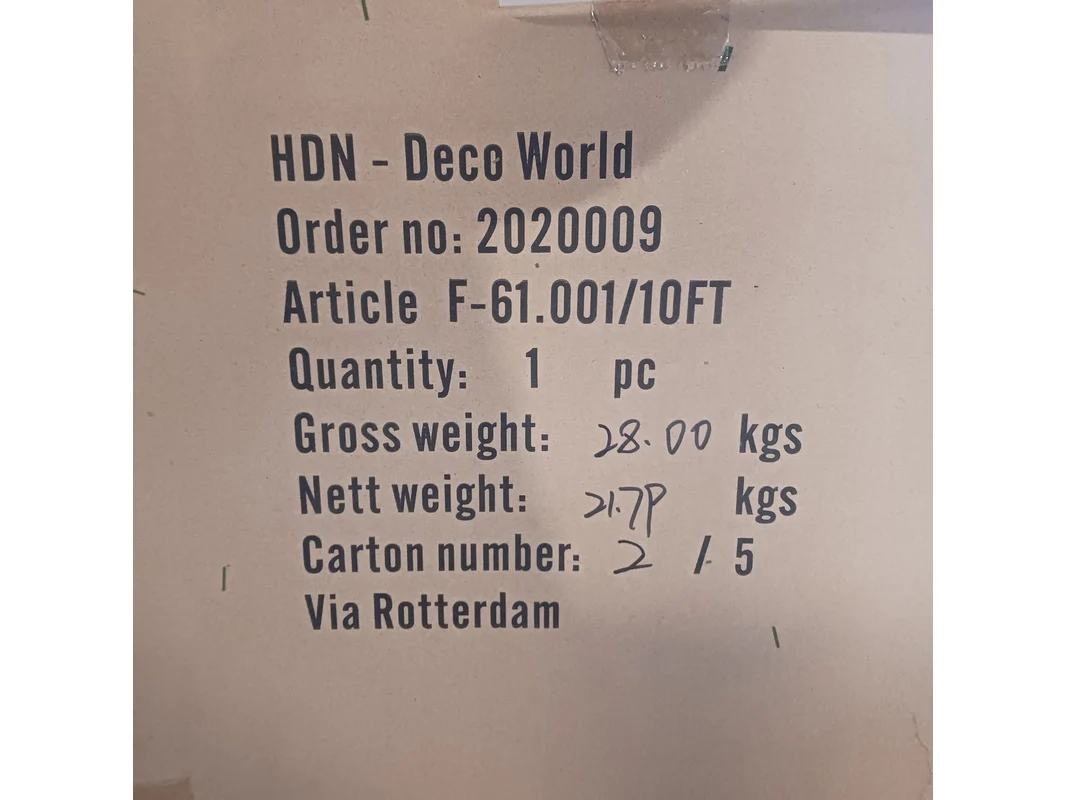 HDN - Deco World
Order no: 2020009
Article F-61.001/10FT
Quantity: 1 pc
Gross weight: 28.00 kgs
Nett weight: 21.79 kgs
Carton number: 2 / 5
Via Rotterdam